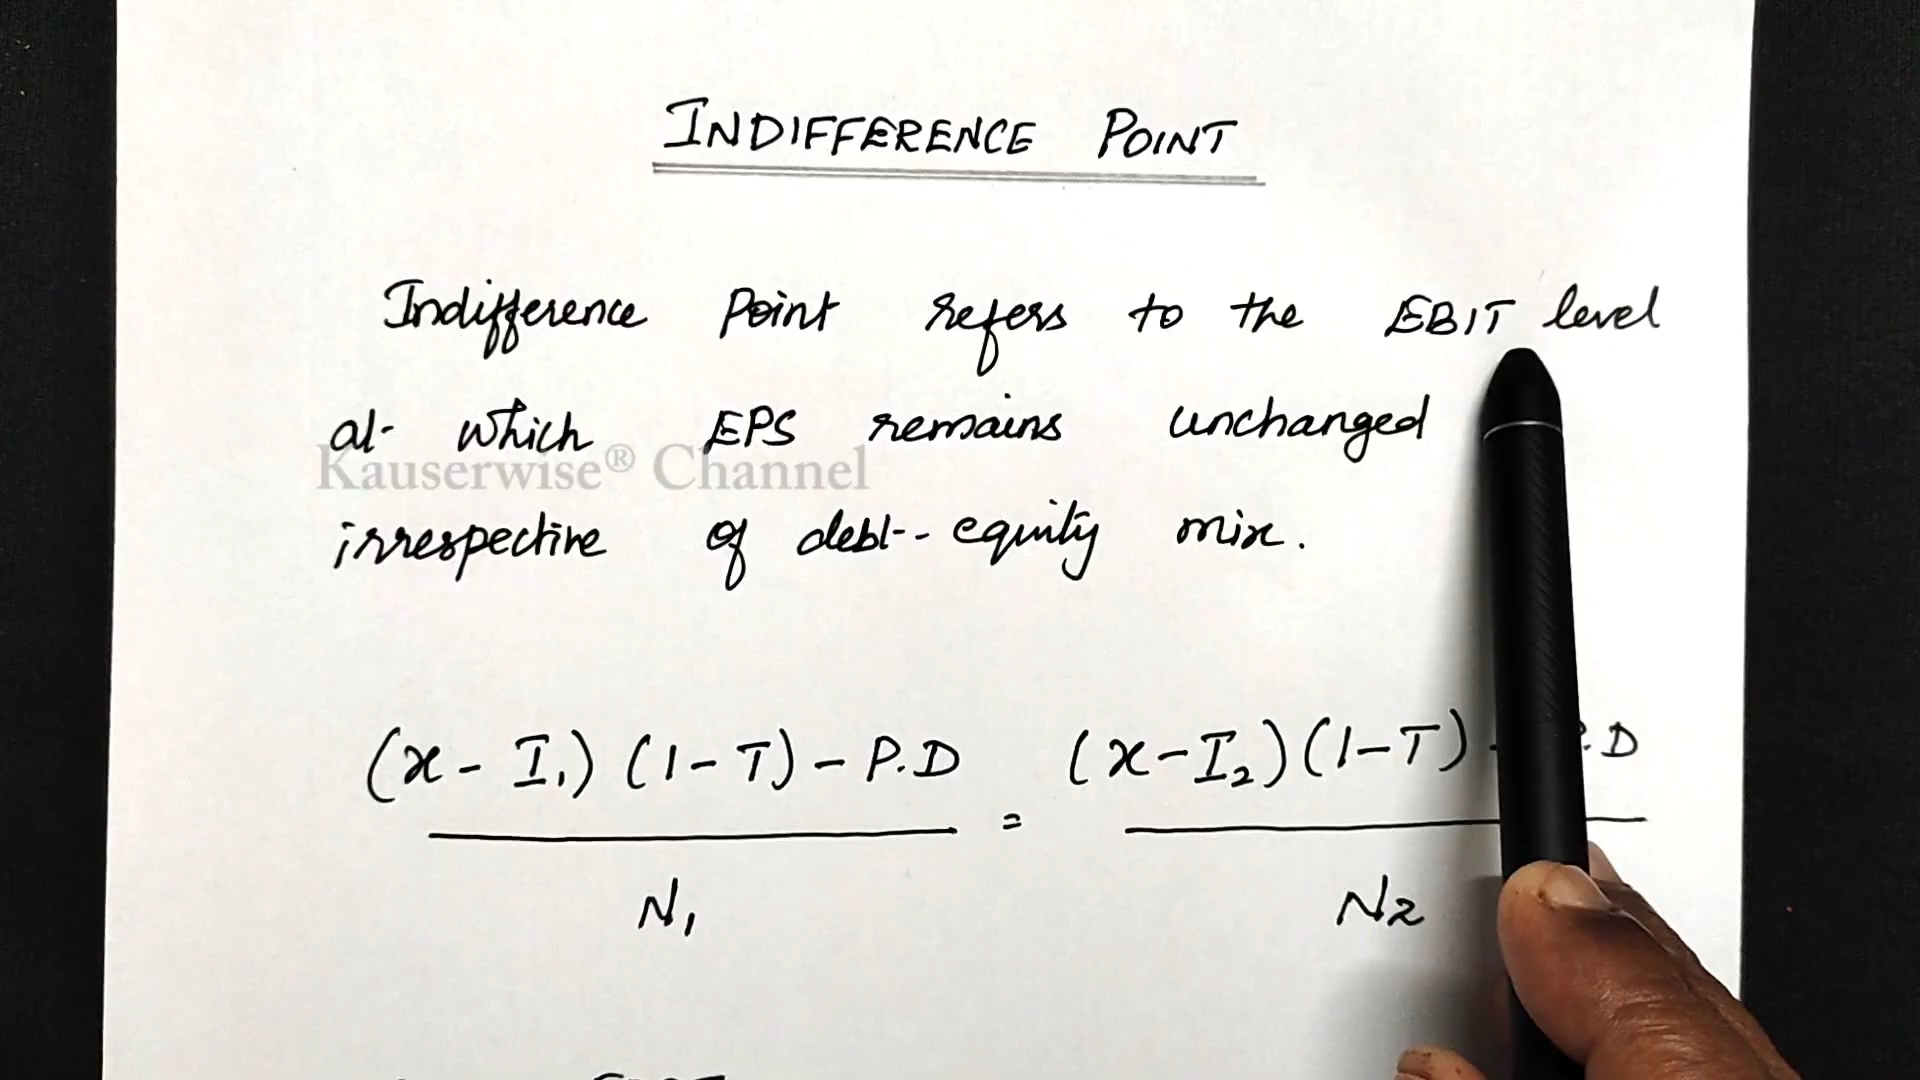 INDIFFERENCE POINT
Indifference Point refers to the EBIT level
at which EPS remains unchanged
Kauserwise® Channel
irrespective of debt-equity mix.
(x - I₁) (1 - T) - P.D = (x - I₂) (1 - T) - P.D
N₁ N₂